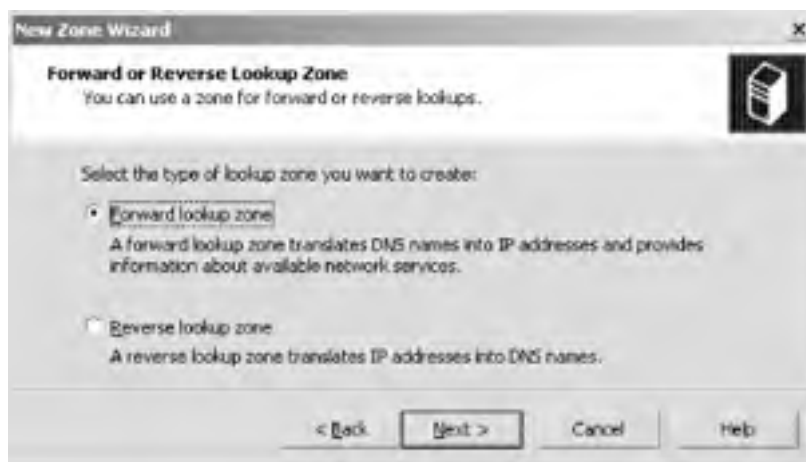 New Zone Wizard
Forward or Reverse Lookup Zone
You can use a zone for forward or reverse lookups.
Select the type of lookup zone you want to create:
Forward lookup zone
A forward lookup zone translates DNS names into IP addresses and provides
information about available network services.
Reverse lookup zone
A reverse lookup zone translates IP addresses into DNS names.
< Back Next > Cancel Help